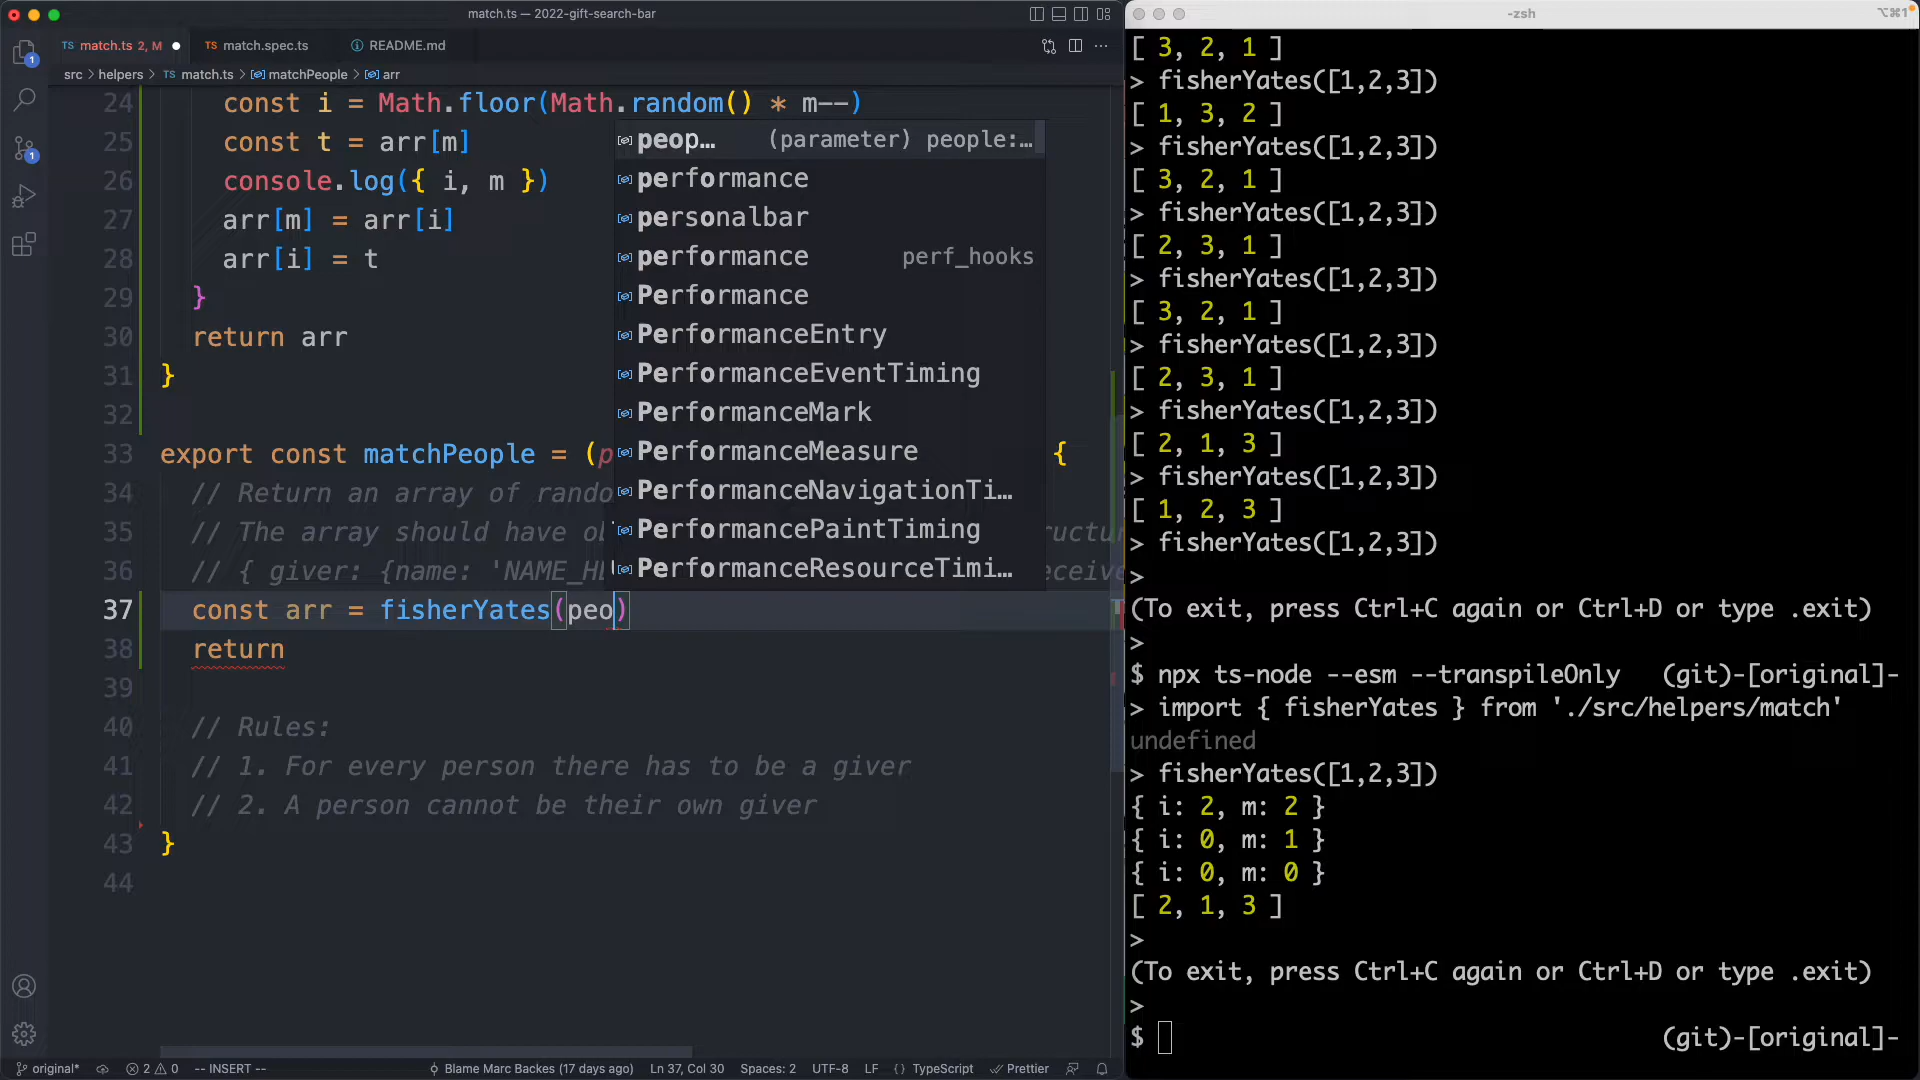 match.ts — 2022-gift-search-bar
TS match.ts 2, M
TS match.spec.ts
README.md
src > helpers > TS match.ts > matchPeople > arr
24 const i = Math.floor(Math.random() * m--)
25 const t = arr[m]
26 console.log({ i, m })
27 arr[m] = arr[i]
28 arr[i] = t
29 }
30 return arr
31 }
32
33 export const matchPeople = (p {
34 // Return an array of rando
35 // The array should have ob ructur
36 // { giver: {name: 'NAME_H eceive
37 const arr = fisherYates(peo)
38 return
39
40 // Rules:
41 // 1. For every person there has to be a giver
42 // 2. A person cannot be their own giver
43 }
44
peop… (parameter) people:…
performance
personalbar
performance perf_hooks
Performance
PerformanceEntry
PerformanceEventTiming
PerformanceMark
PerformanceMeasure
PerformanceNavigationTi…
PerformancePaintTiming
PerformanceResourceTimi…
1
1
original* 2 0 -- INSERT -- Blame Marc Backes (17 days ago) Ln 37, Col 30 Spaces: 2 UTF-8 LF {} TypeScript Prettier
-zsh
⌥⌘1
[ 3, 2, 1 ]
> fisherYates([1,2,3])
[ 1, 3, 2 ]
> fisherYates([1,2,3])
[ 3, 2, 1 ]
> fisherYates([1,2,3])
[ 2, 3, 1 ]
> fisherYates([1,2,3])
[ 3, 2, 1 ]
> fisherYates([1,2,3])
[ 2, 3, 1 ]
> fisherYates([1,2,3])
[ 2, 1, 3 ]
> fisherYates([1,2,3])
[ 1, 2, 3 ]
> fisherYates([1,2,3])
>
(To exit, press Ctrl+C again or Ctrl+D or type .exit)
>
$ npx ts-node --esm --transpileOnly (git)-[original]-
> import { fisherYates } from './src/helpers/match'
undefined
> fisherYates([1,2,3])
{ i: 2, m: 2 }
{ i: 0, m: 1 }
{ i: 0, m: 0 }
[ 2, 1, 3 ]
>
(To exit, press Ctrl+C again or Ctrl+D or type .exit)
>
$ (git)-[original]-